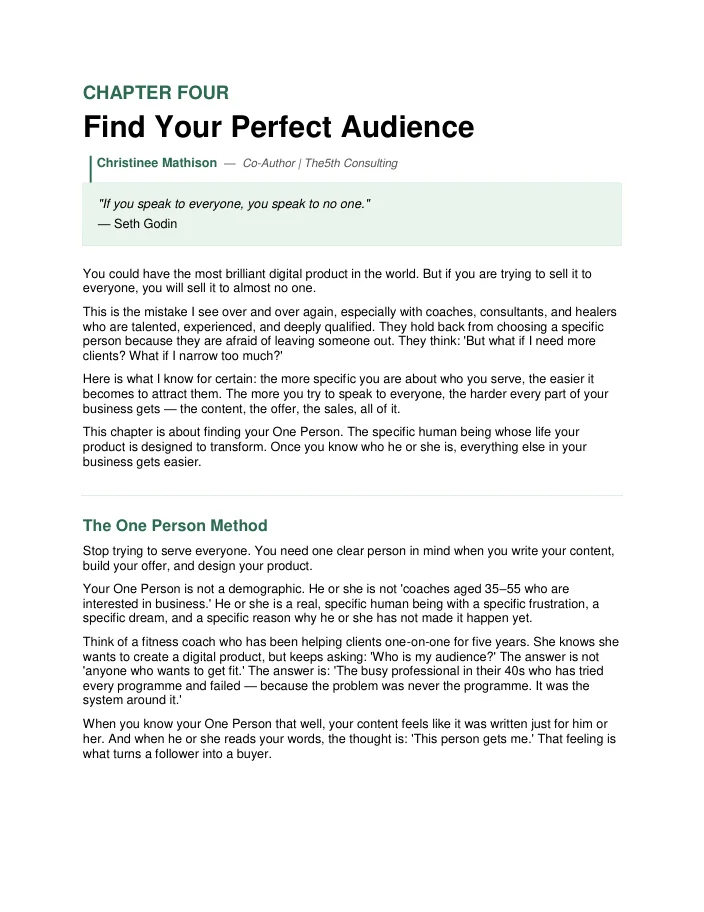 CHAPTER FOUR
Find Your Perfect Audience
Christinee Mathison — Co-Author | The5th Consulting
"If you speak to everyone, you speak to no one."
— Seth Godin
You could have the most brilliant digital product in the world. But if you are trying to sell it to
everyone, you will sell it to almost no one.
This is the mistake I see over and over again, especially with coaches, consultants, and healers
who are talented, experienced, and deeply qualified. They hold back from choosing a specific
person because they are afraid of leaving someone out. They think: 'But what if I need more
clients? What if I narrow too much?'
Here is what I know for certain: the more specific you are about who you serve, the easier it
becomes to attract them. The more you try to speak to everyone, the harder every part of your
business gets — the content, the offer, the sales, all of it.
This chapter is about finding your One Person. The specific human being whose life your
product is designed to transform. Once you know who he or she is, everything else in your
business gets easier.
The One Person Method
Stop trying to serve everyone. You need one clear person in mind when you write your content,
build your offer, and design your product.
Your One Person is not a demographic. He or she is not 'coaches aged 35–55 who are
interested in business.' He or she is a real, specific human being with a specific frustration, a
specific dream, and a specific reason why he or she has not made it happen yet.
Think of a fitness coach who has been helping clients one-on-one for five years. She knows she
wants to create a digital product, but keeps asking: 'Who is my audience?' The answer is not
'anyone who wants to get fit.' The answer is: 'The busy professional in their 40s who has tried
every programme and failed — because the problem was never the programme. It was the
system around it.'
When you know your One Person that well, your content feels like it was written just for him or
her. And when he or she reads your words, the thought is: 'This person gets me.' That feeling is
what turns a follower into a buyer.